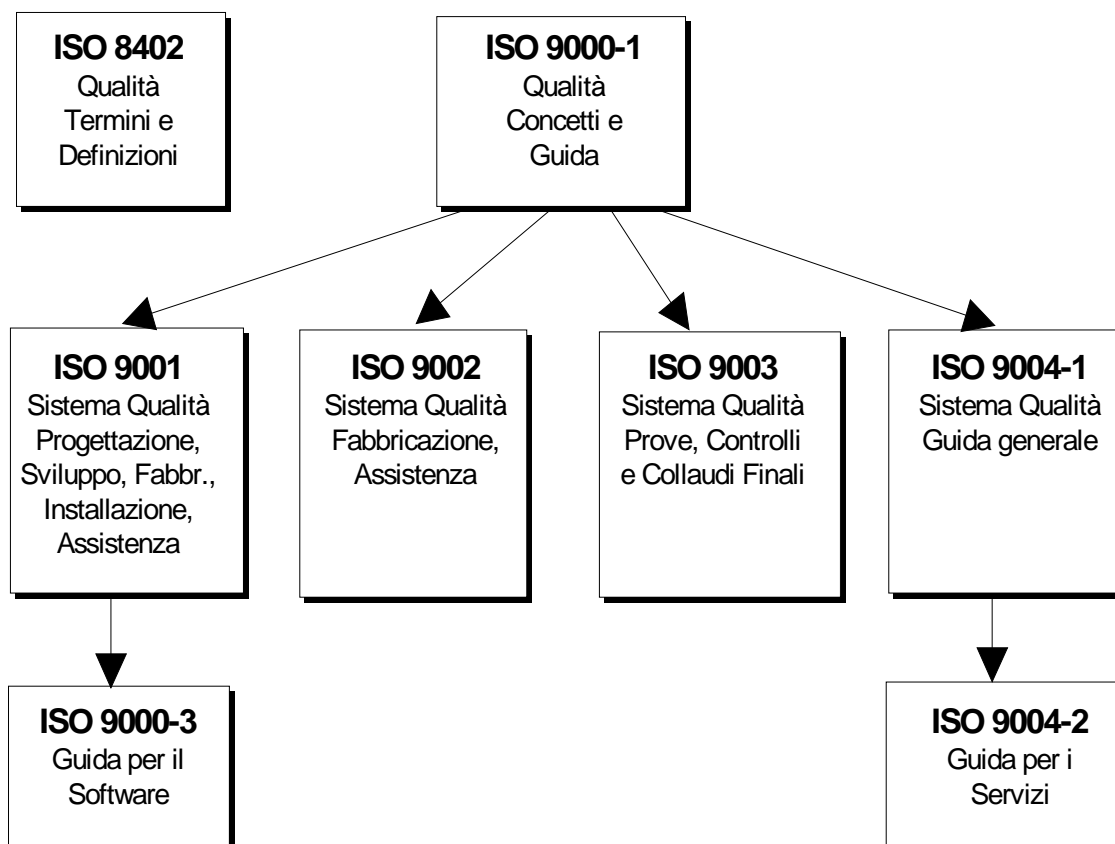 ISO 8402
Qualità
Termini e
Definizioni
ISO 9000-1
Qualità
Concetti e
Guida
ISO 9001
Sistema Qualità
Progettazione,
Sviluppo, Fabbr.,
Installazione,
Assistenza
ISO 9002
Sistema Qualità
Fabbricazione,
Assistenza
ISO 9003
Sistema Qualità
Prove, Controlli
e Collaudi Finali
ISO 9004-1
Sistema Qualità
Guida generale
ISO 9000-3
Guida per il
Software
ISO 9004-2
Guida per i
Servizi